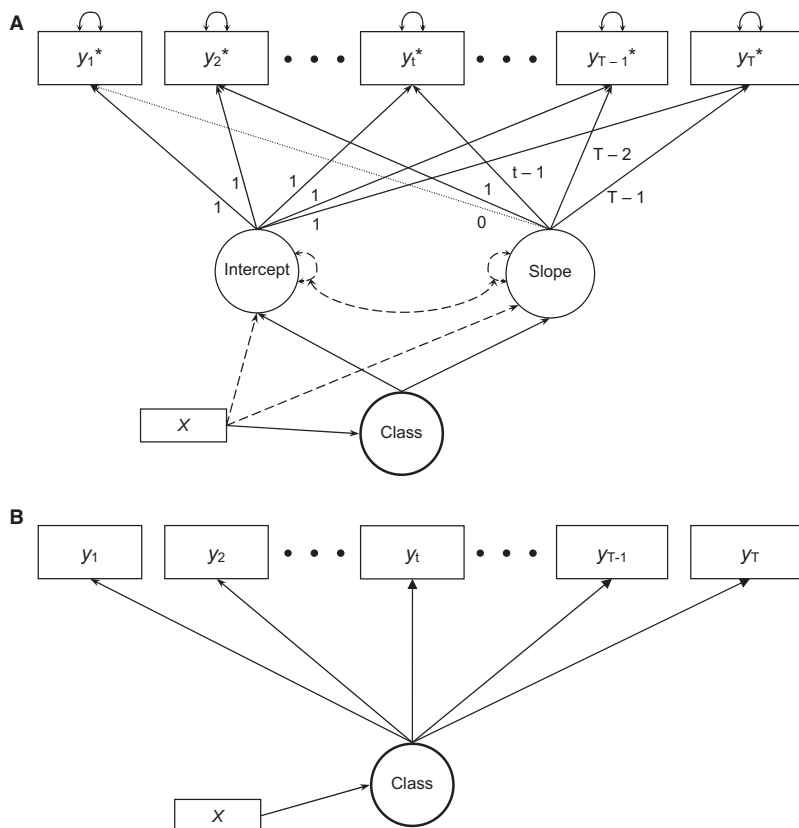 A
y1* y2* • • • yt* • • • yT – 1* yT*
1 1 1 1 1 0 1 t – 1 T – 2 T – 1
Intercept Slope
X Class
B
y1 y2 • • • yt • • • yT-1 yT
Class
X